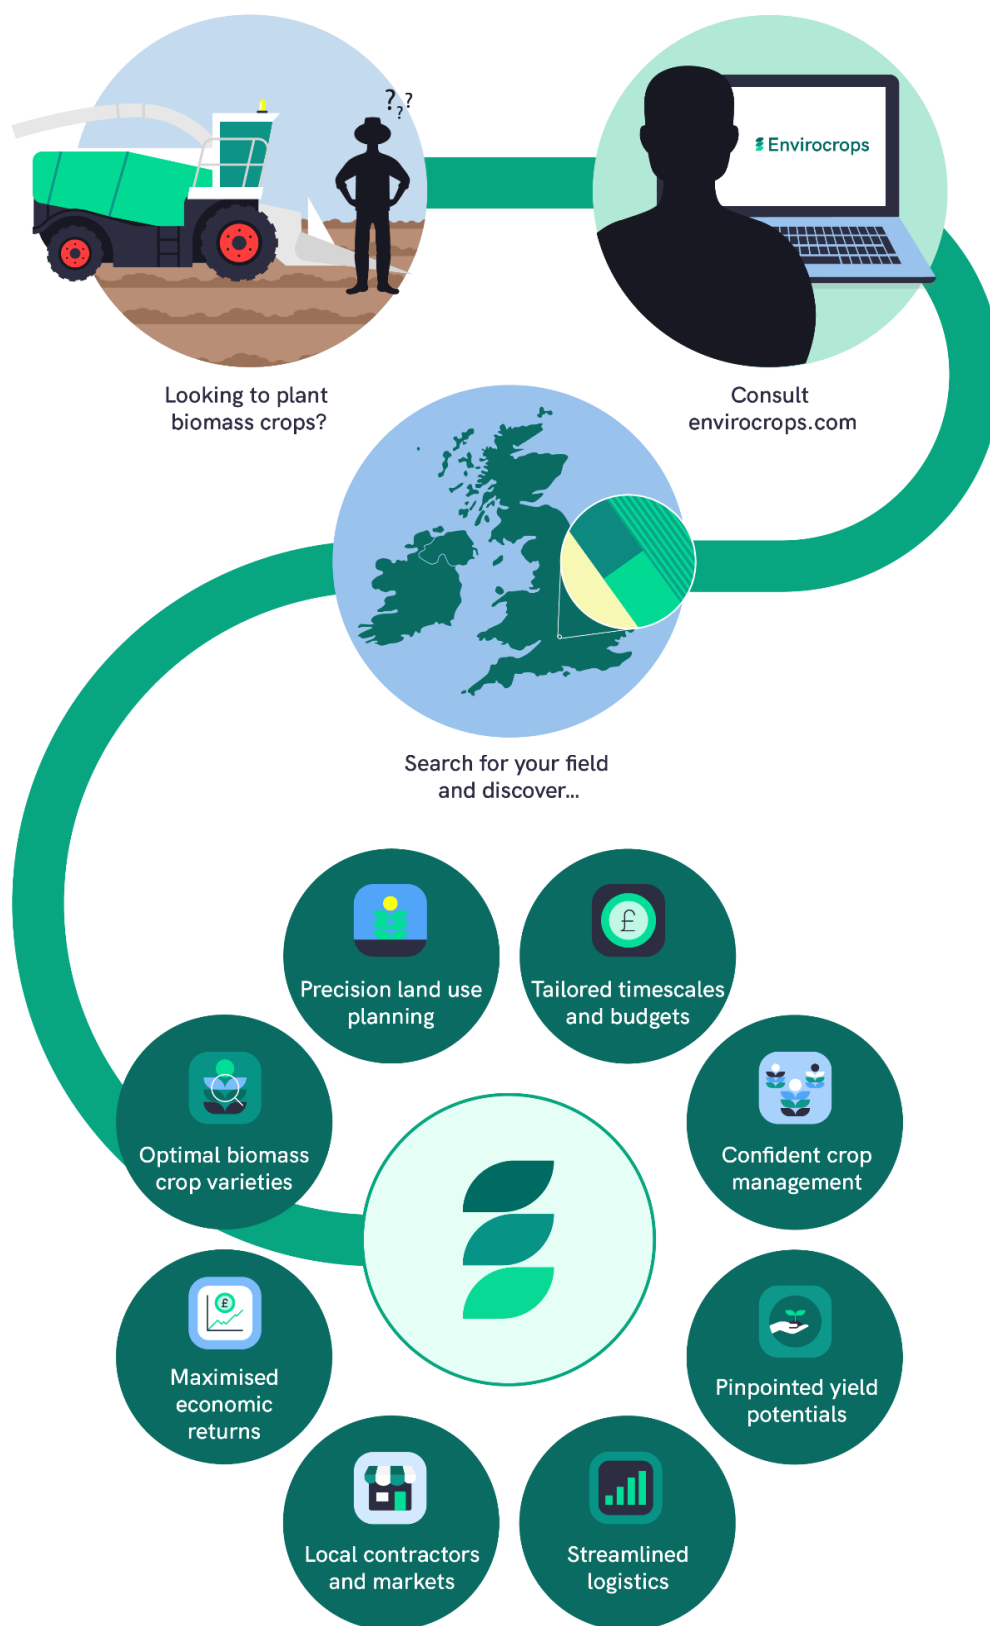 ???
Envirocrops
Looking to plant
biomass crops?
Consult
envirocrops.com
Search for your field
and discover...
Precision land use
planning
£
Tailored timescales
and budgets
Optimal biomass
crop varieties
Confident crop
management
£
Maximised
economic
returns
Pinpointed yield
potentials
Local contractors
and markets
Streamlined
logistics